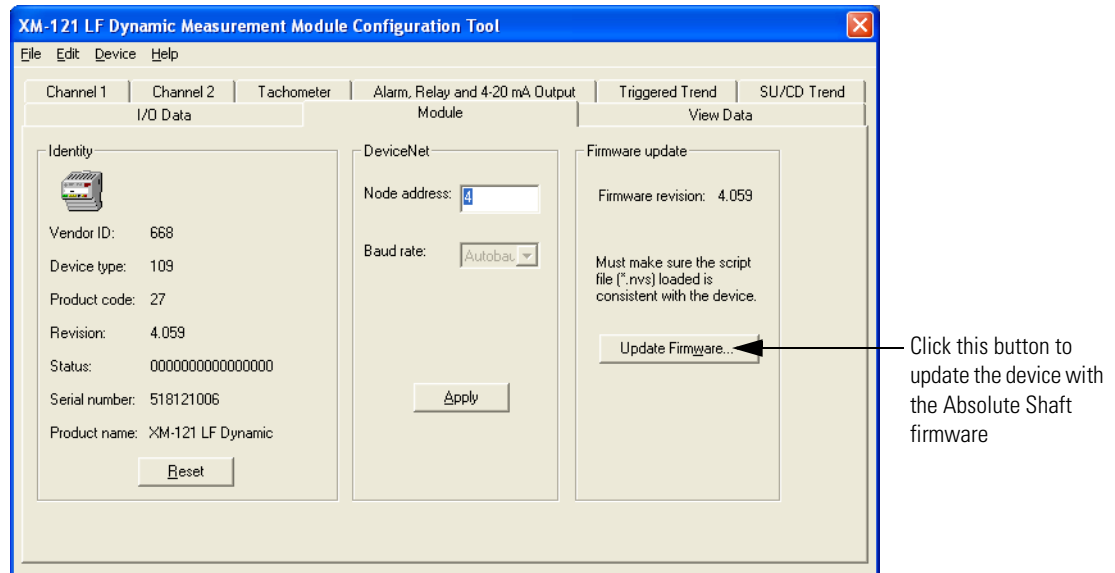 XM-121 LF Dynamic Measurement Module Configuration Tool
File Edit Device Help
Channel 1 Channel 2 Tachometer Alarm, Relay and 4-20 mA Output Triggered Trend SU/CD Trend
I/O Data Module View Data
Identity
Vendor ID: 668
Device type: 109
Product code: 27
Revision: 4.059
Status: 0000000000000000
Serial number: 518121006
Product name: XM-121 LF Dynamic
Reset
DeviceNet
Node address: 4
Baud rate: Autobau
Apply
Firmware update
Firmware revision: 4.059
Must make sure the script
file (*.nvs) loaded is
consistent with the device.
Update Firmware...
Click this button to
update the device with
the Absolute Shaft
firmware